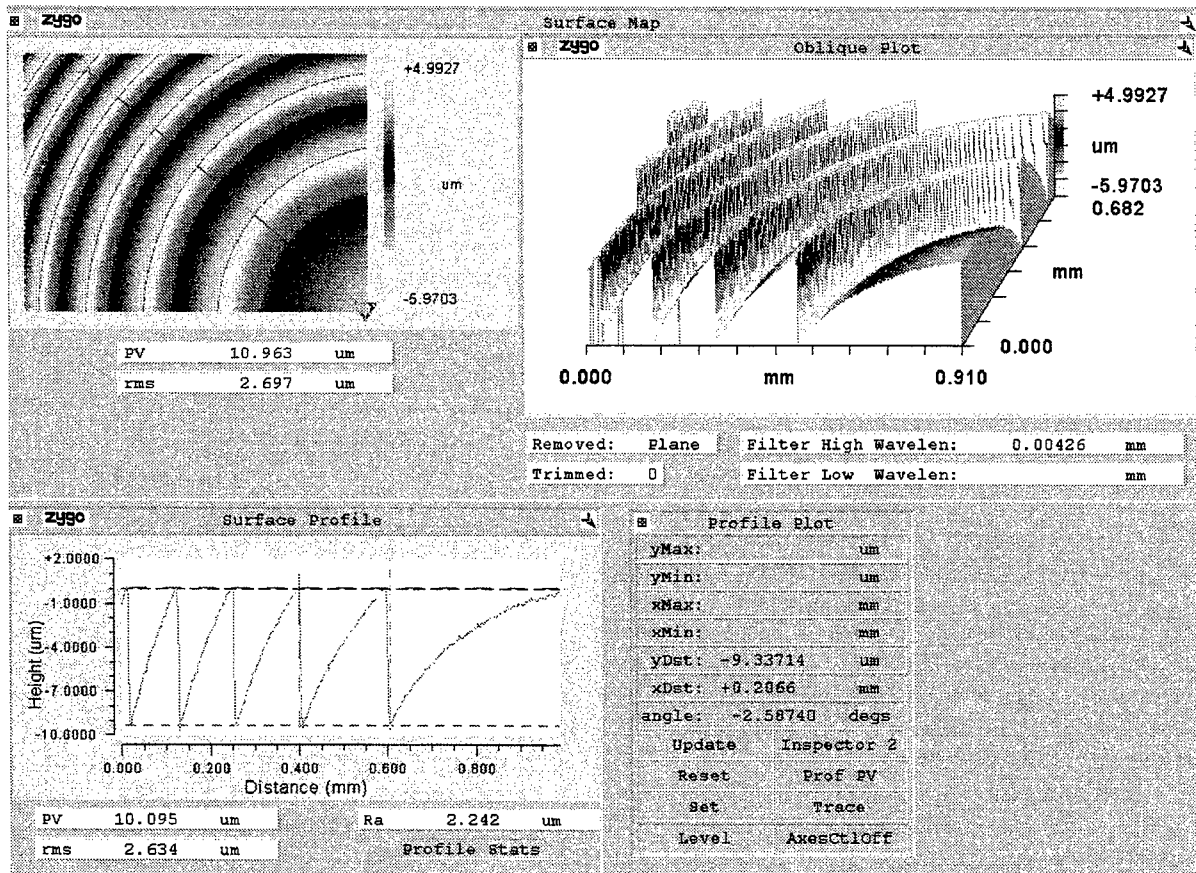 zygo Surface Map
+4.9927
um
-5.9703
PV 10.963 um
rms 2.697 um
zygo Oblique Plot
+4.9927
um
-5.9703
0.682
mm
0.000
0.000 mm 0.910
Removed: Plane
Trimmed: 0
Filter High Wavelen: 0.00426 mm
Filter Low Wavelen: mm
zygo Surface Profile
Height (um)
+2.0000
-1.0000
-4.0000
-7.0000
-10.0000
0.000 0.200 0.400 0.600 0.800
Distance (mm)
PV 10.095 um
rms 2.634 um
Ra 2.242 um
Profile Stats
Profile Plot
yMax: um
yMin: um
xMax: mm
xMin: mm
yDst: -9.33714 um
xDst: +0.2066 mm
angle: -2.58740 degs
Update Inspector 2
Reset Prof PV
Set Trace
Level AxesCtlOff